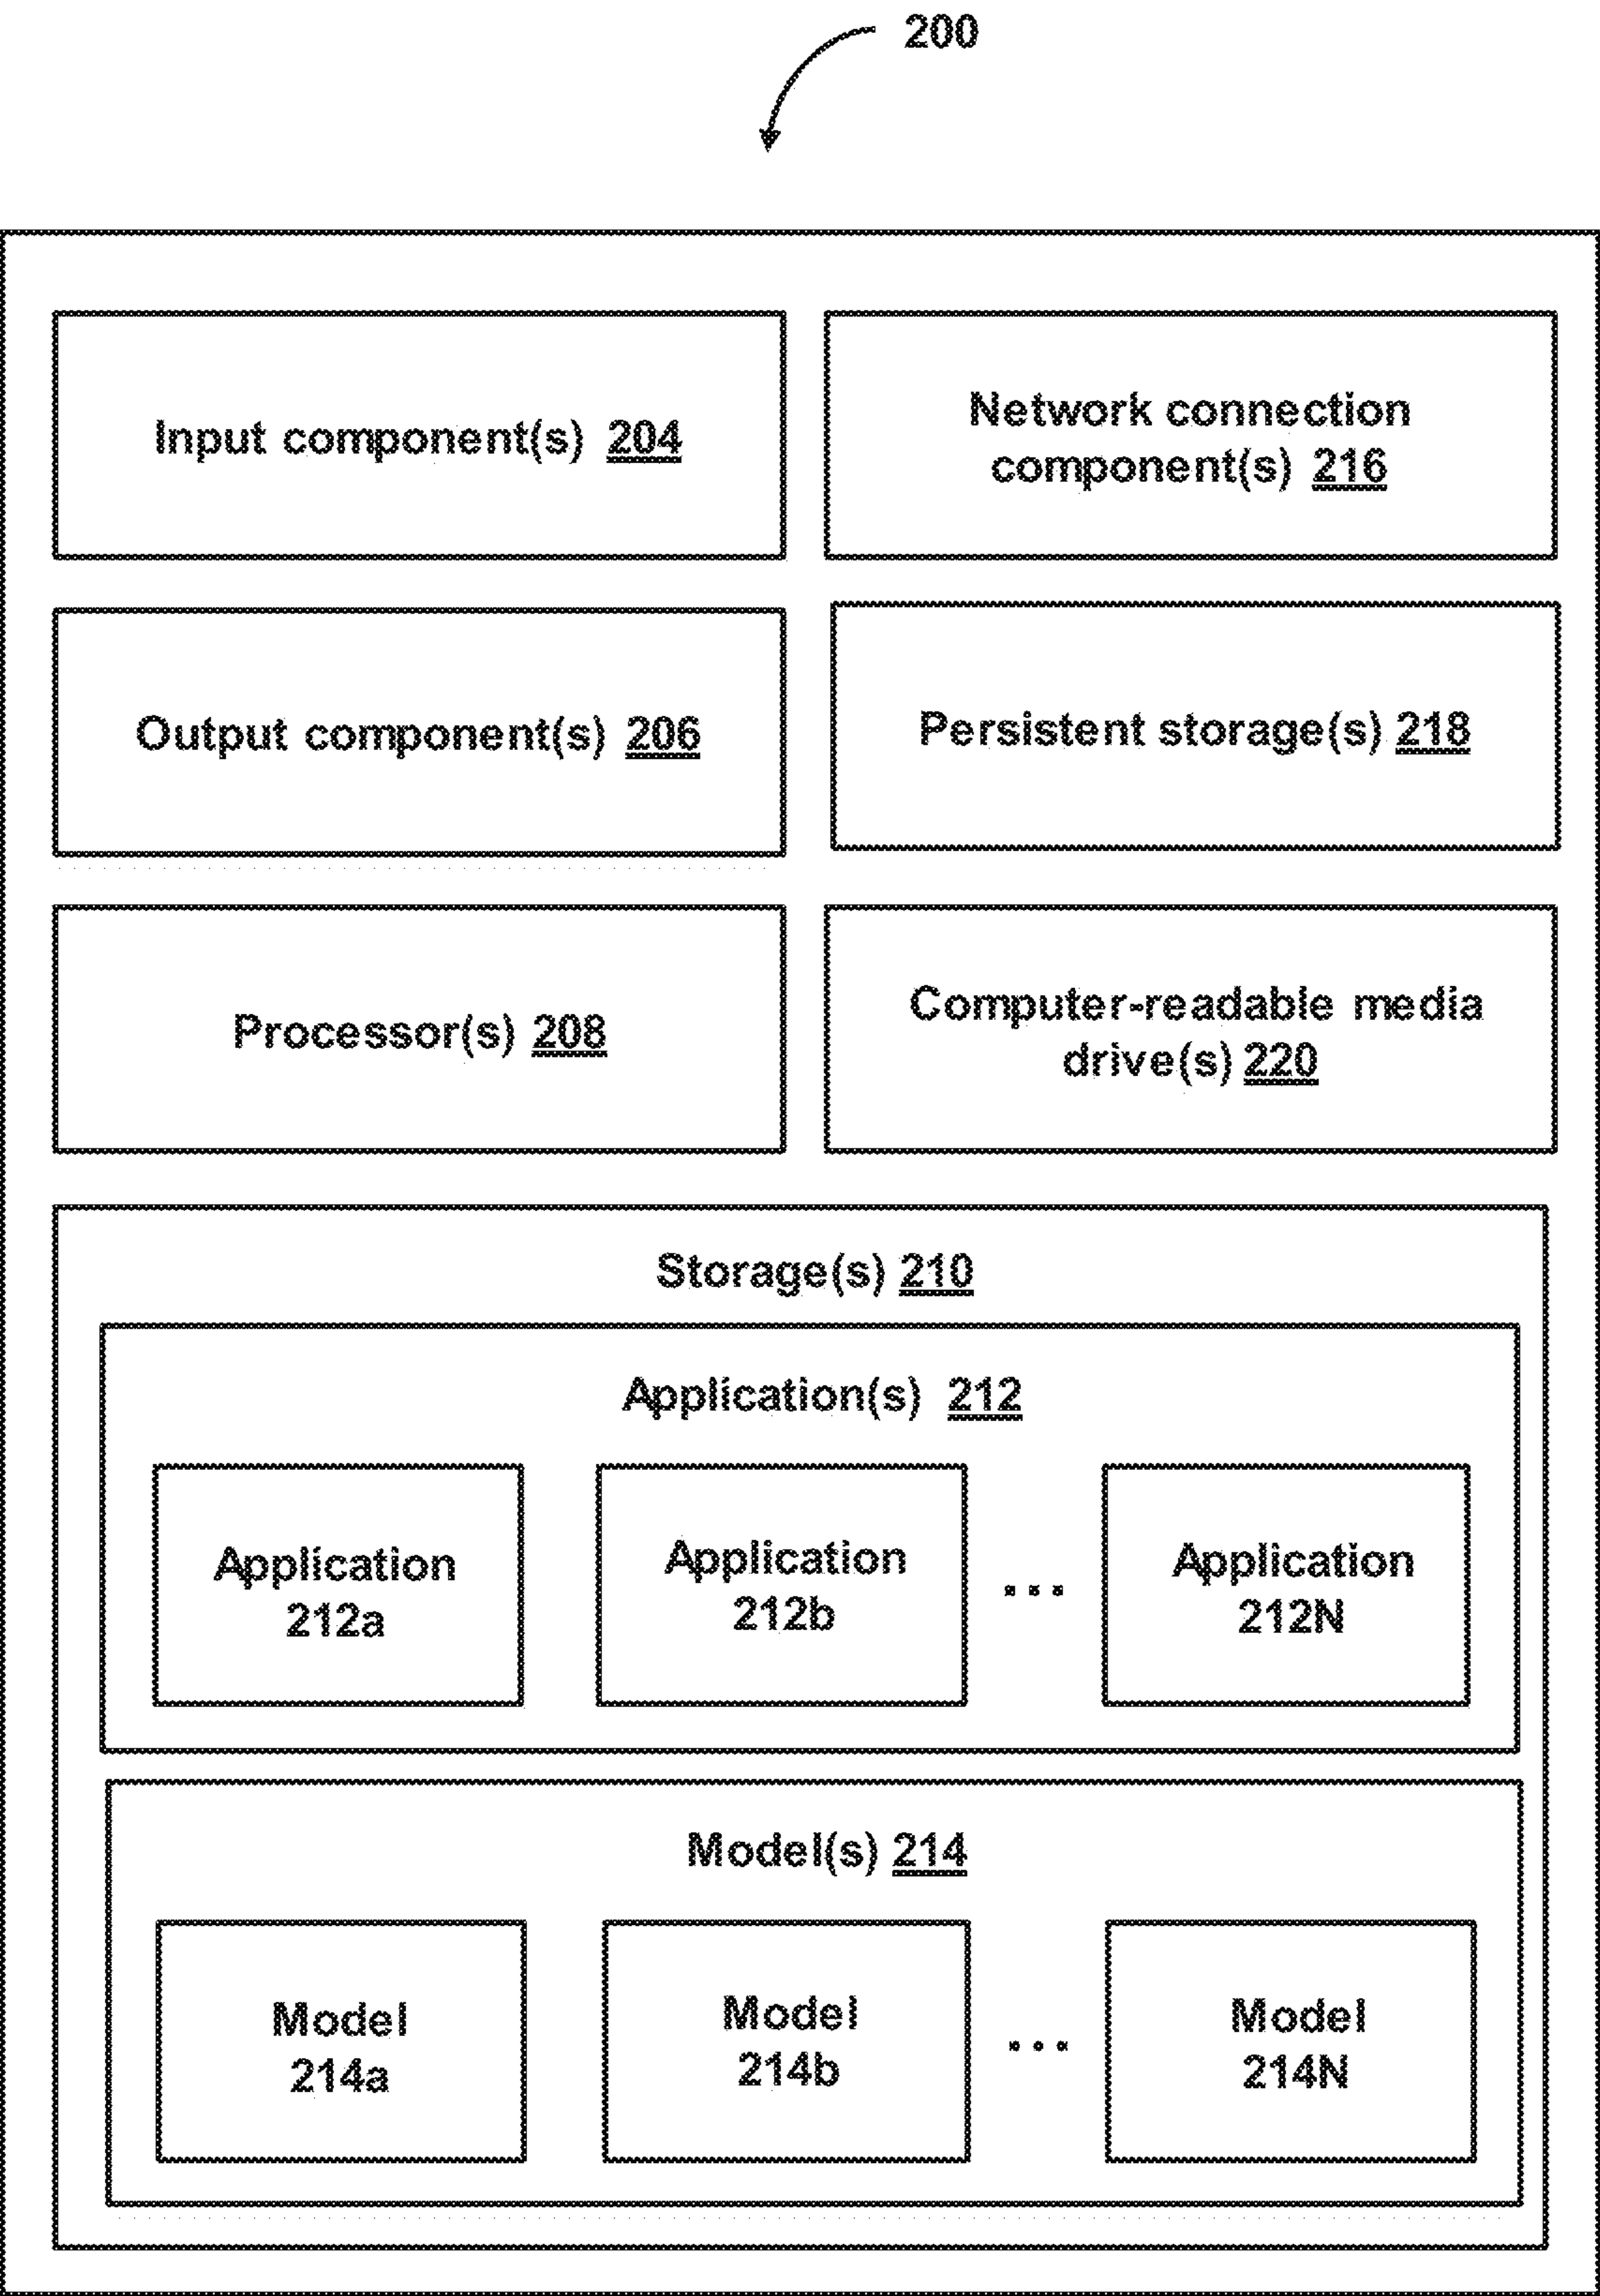 200
Input component(s) 204
Network connection
component(s) 216
Output component(s) 206
Persistent storage(s) 218
Processor(s) 208
Computer-readable media
drive(s) 220
Storage(s) 210
Application(s) 212
Application
212a
Application
212b
...
Application
212N
Model(s) 214
Model
214a
Model
214b
...
Model
214N